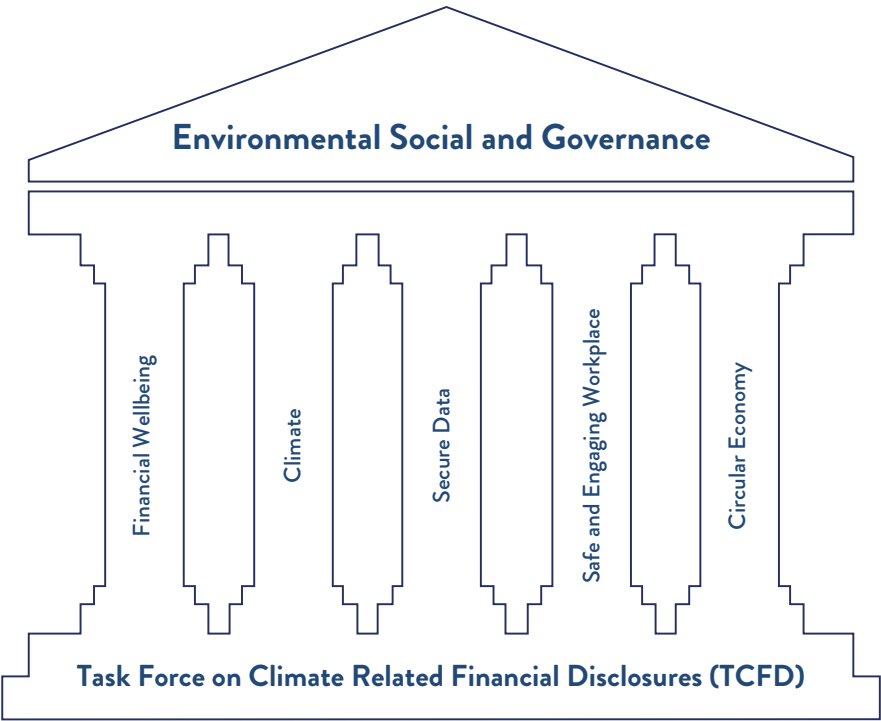 Environmental Social and Governance
Financial Wellbeing
Climate
Secure Data
Safe and Engaging Workplace
Circular Economy
Task Force on Climate Related Financial Disclosures (TCFD)